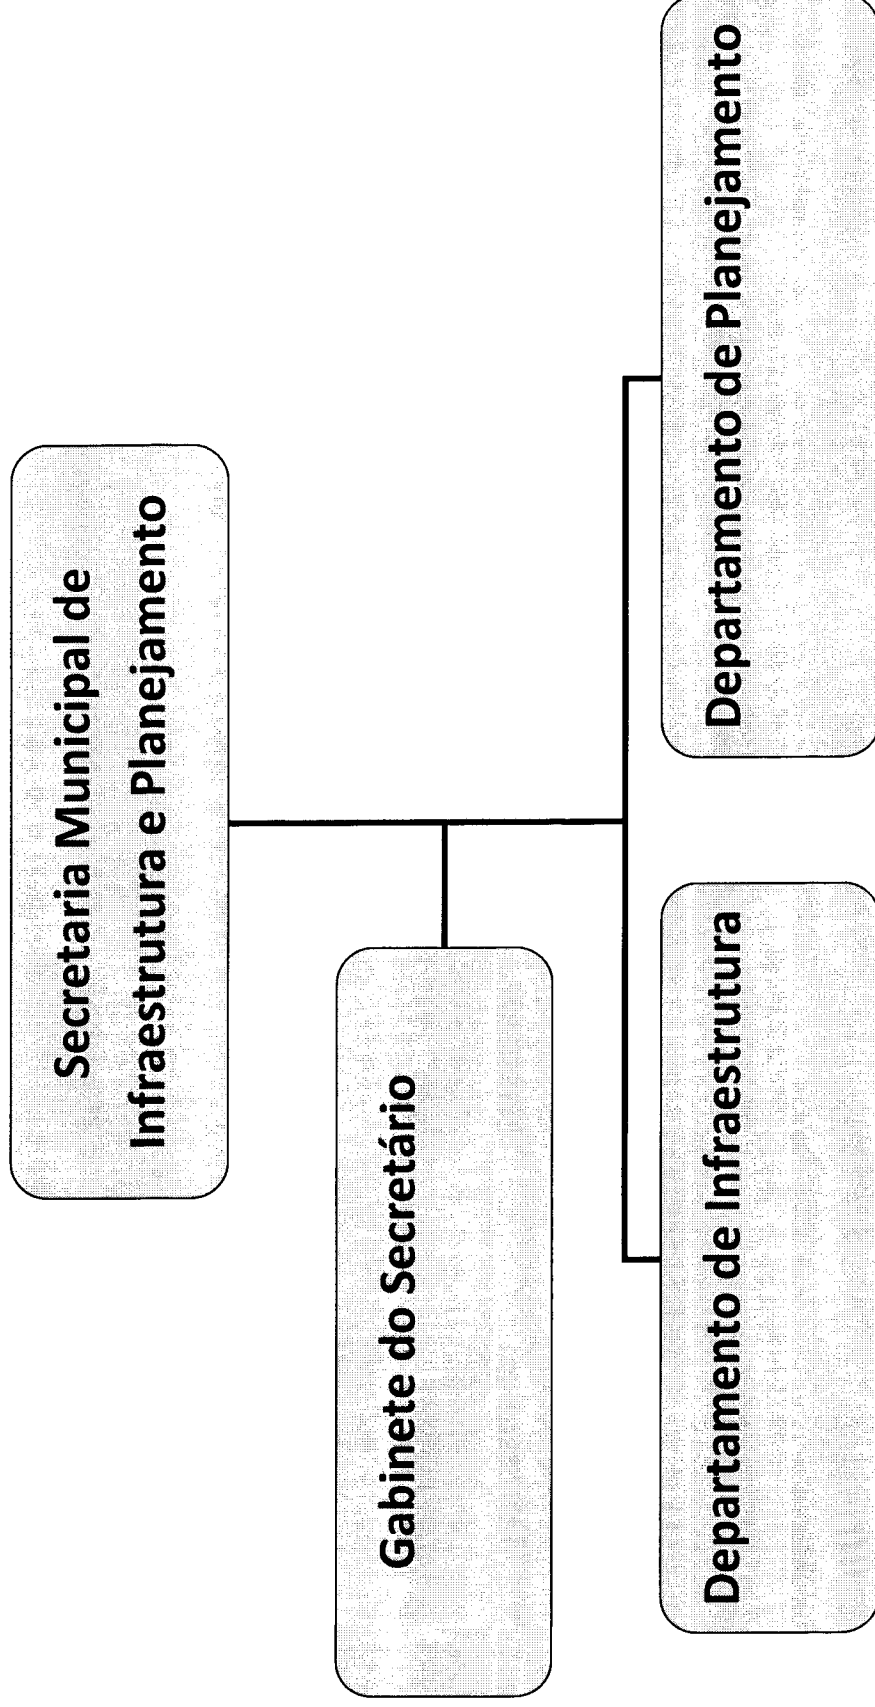 Secretaria Municipal de
Infraestrutura e Planejamento
Gabinete do Secretário
Departamento de Infraestrutura
Departamento de Planejamento